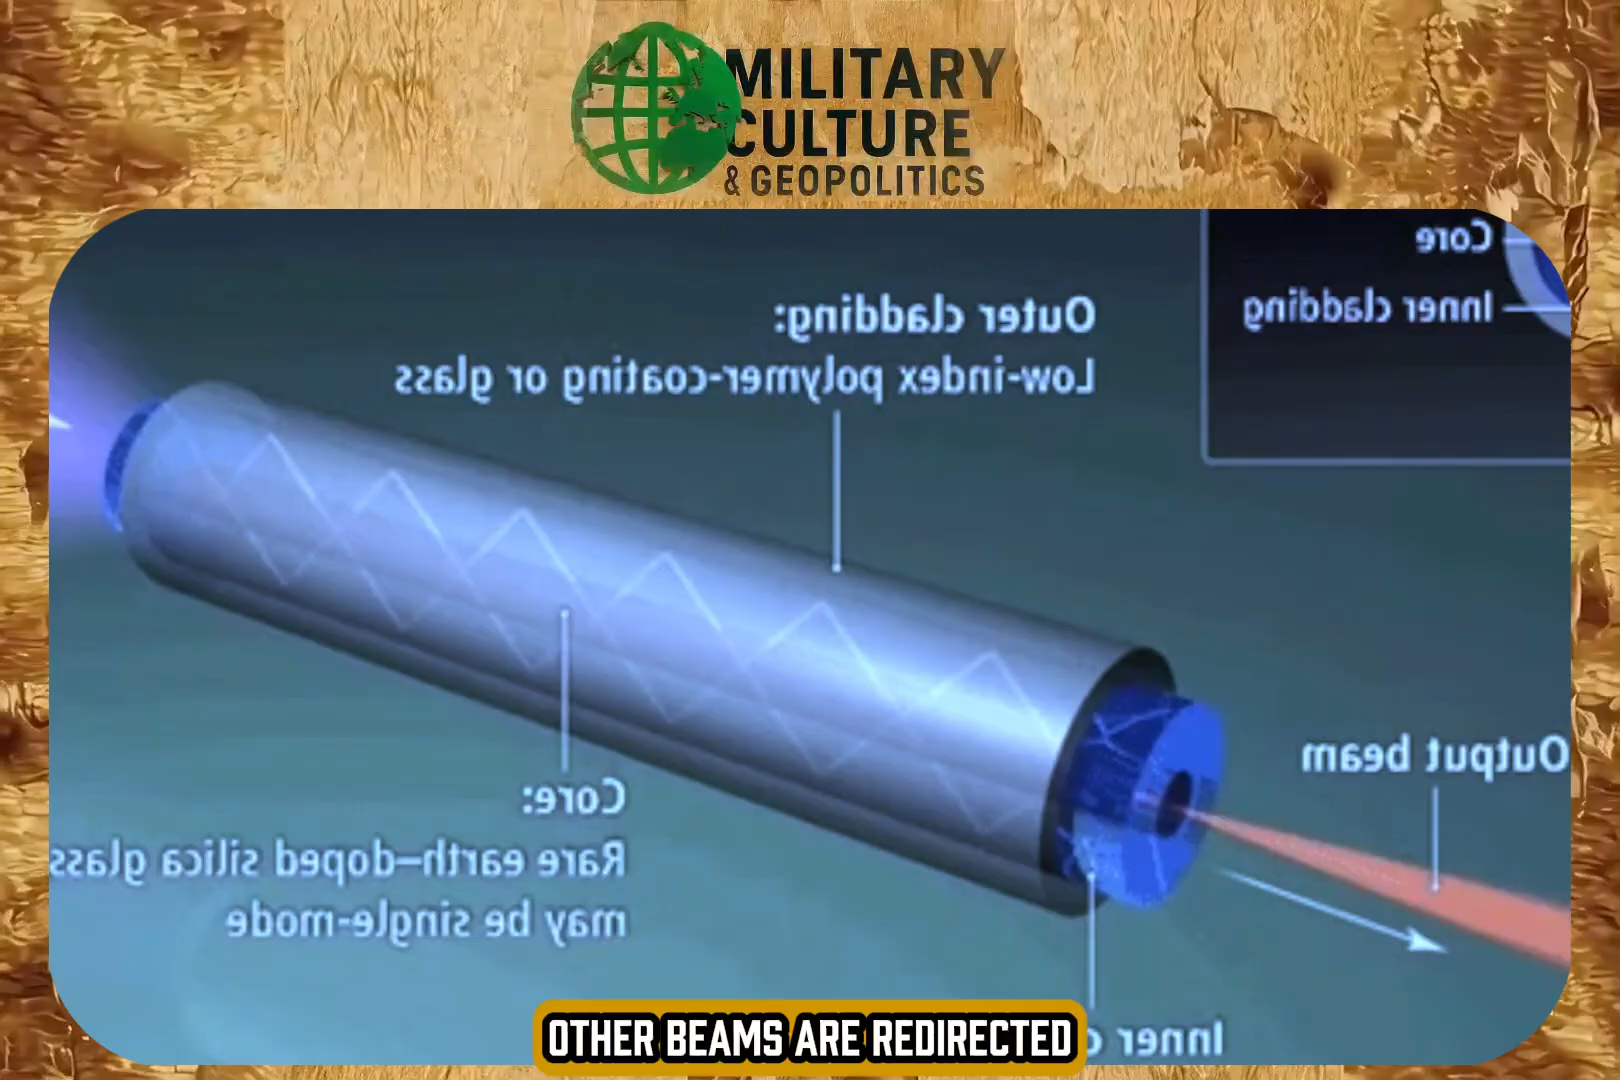 MILITARY
CULTURE
& GEOPOLITICS
Core
Inner cladding
Outer cladding:
Low-index polymer-coating or glass
Output beam
Core:
Rare earth–doped silica glass
may be single-mode
Inner
OTHER BEAMS ARE REDIRECTED